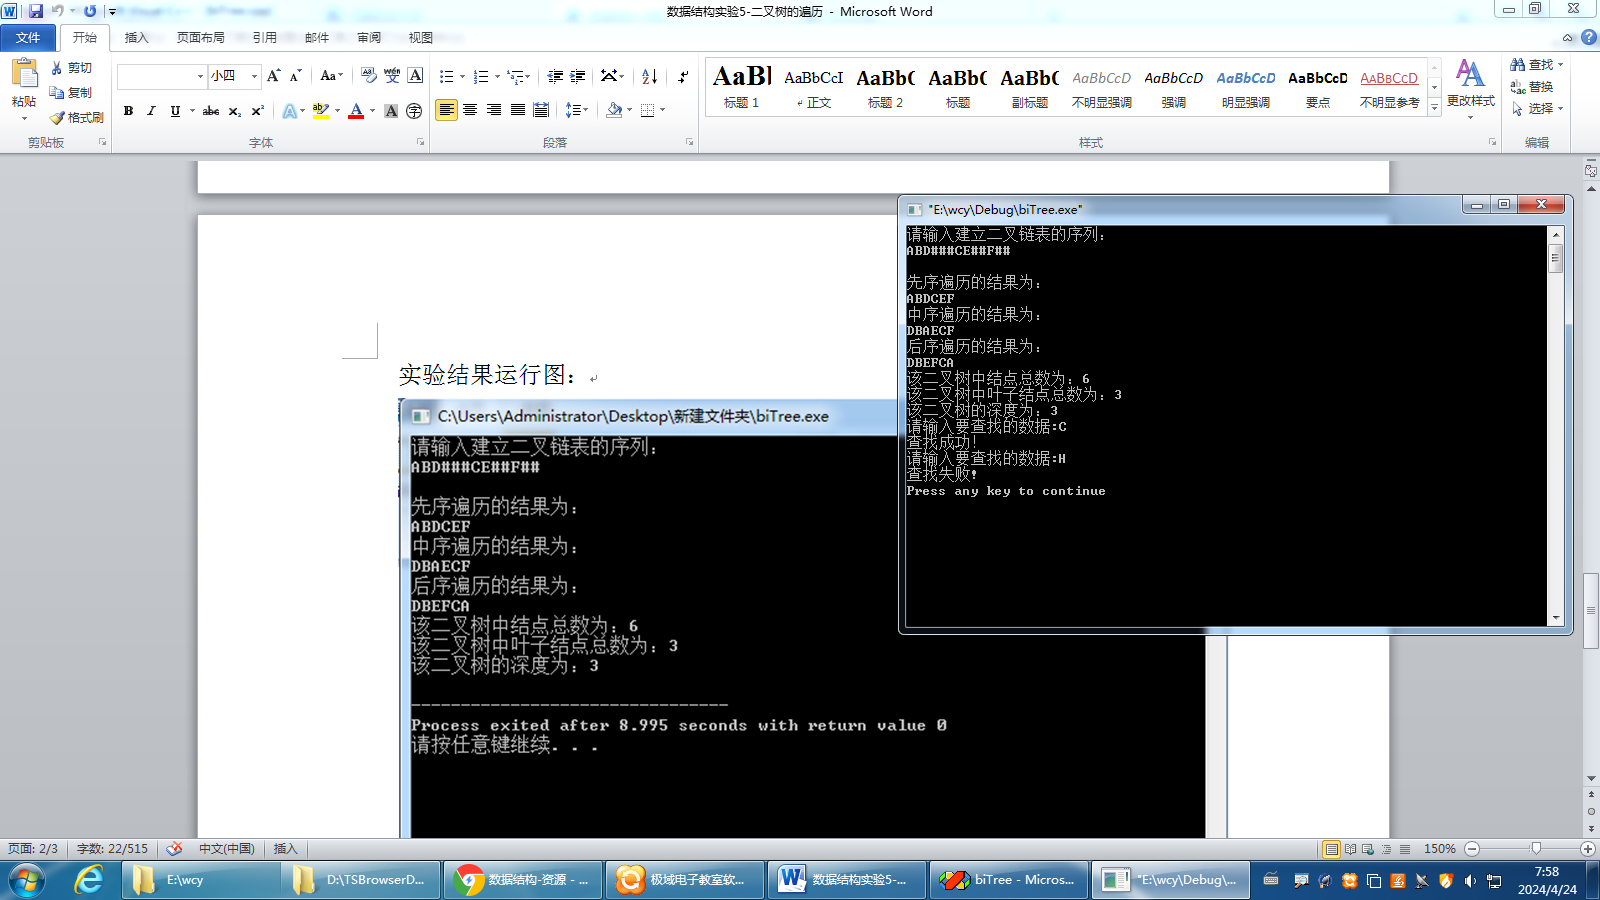 数据结构实验5-二叉树的遍历 - Microsoft Word
文件 开始 插入 页面布局 引用 邮件 审阅 视图
粘贴 剪切 复制 格式刷
小四
AaBl AaBbCcI AaBbC AaBbC AaBbC AaBbCcD AaBbCcD AaBbCcD AaBbCcD AABBCCD
标题 1 正文 标题 2 标题 副标题 不明显强调 强调 明显强调 要点 不明显参考
更改样式
查找
替换
选择
剪贴板 字体 段落 样式 编辑
"E:\wcy\Debug\biTree.exe"
请输入建立二叉链表的序列:
ABD###CE##F##
先序遍历的结果为:
ABDCEF
中序遍历的结果为:
DBAECF
后序遍历的结果为:
DBEFCA
该二叉树中结点总数为: 6
该二叉树中叶子结点总数为: 3
该二叉树的深度为: 3
请输入要查找的数据:C
查找成功!
请输入要查找的数据:H
查找失败!
Press any key to continue
实验结果运行图:
C:\Users\Administrator\Desktop\新建文件夹\biTree.exe
请输入建立二叉链表的序列:
ABD###CE##F##
先序遍历的结果为:
ABDCEF
中序遍历的结果为:
DBAECF
后序遍历的结果为:
DBEFCA
该二叉树中结点总数为: 6
该二叉树中叶子结点总数为: 3
该二叉树的深度为: 3
--------------------------------
Process exited after 8.995 seconds with return value 0
请按任意键继续. . .
页面: 2/3 字数: 22/515 中文(中国) 插入 150%
E:\wcy D:\TSBrowserD... 数据结构-资源 - ... 极域电子教室软... 数据结构实验5-... biTree - Micros... "E:\wcy\Debug\...
7:58
2024/4/24